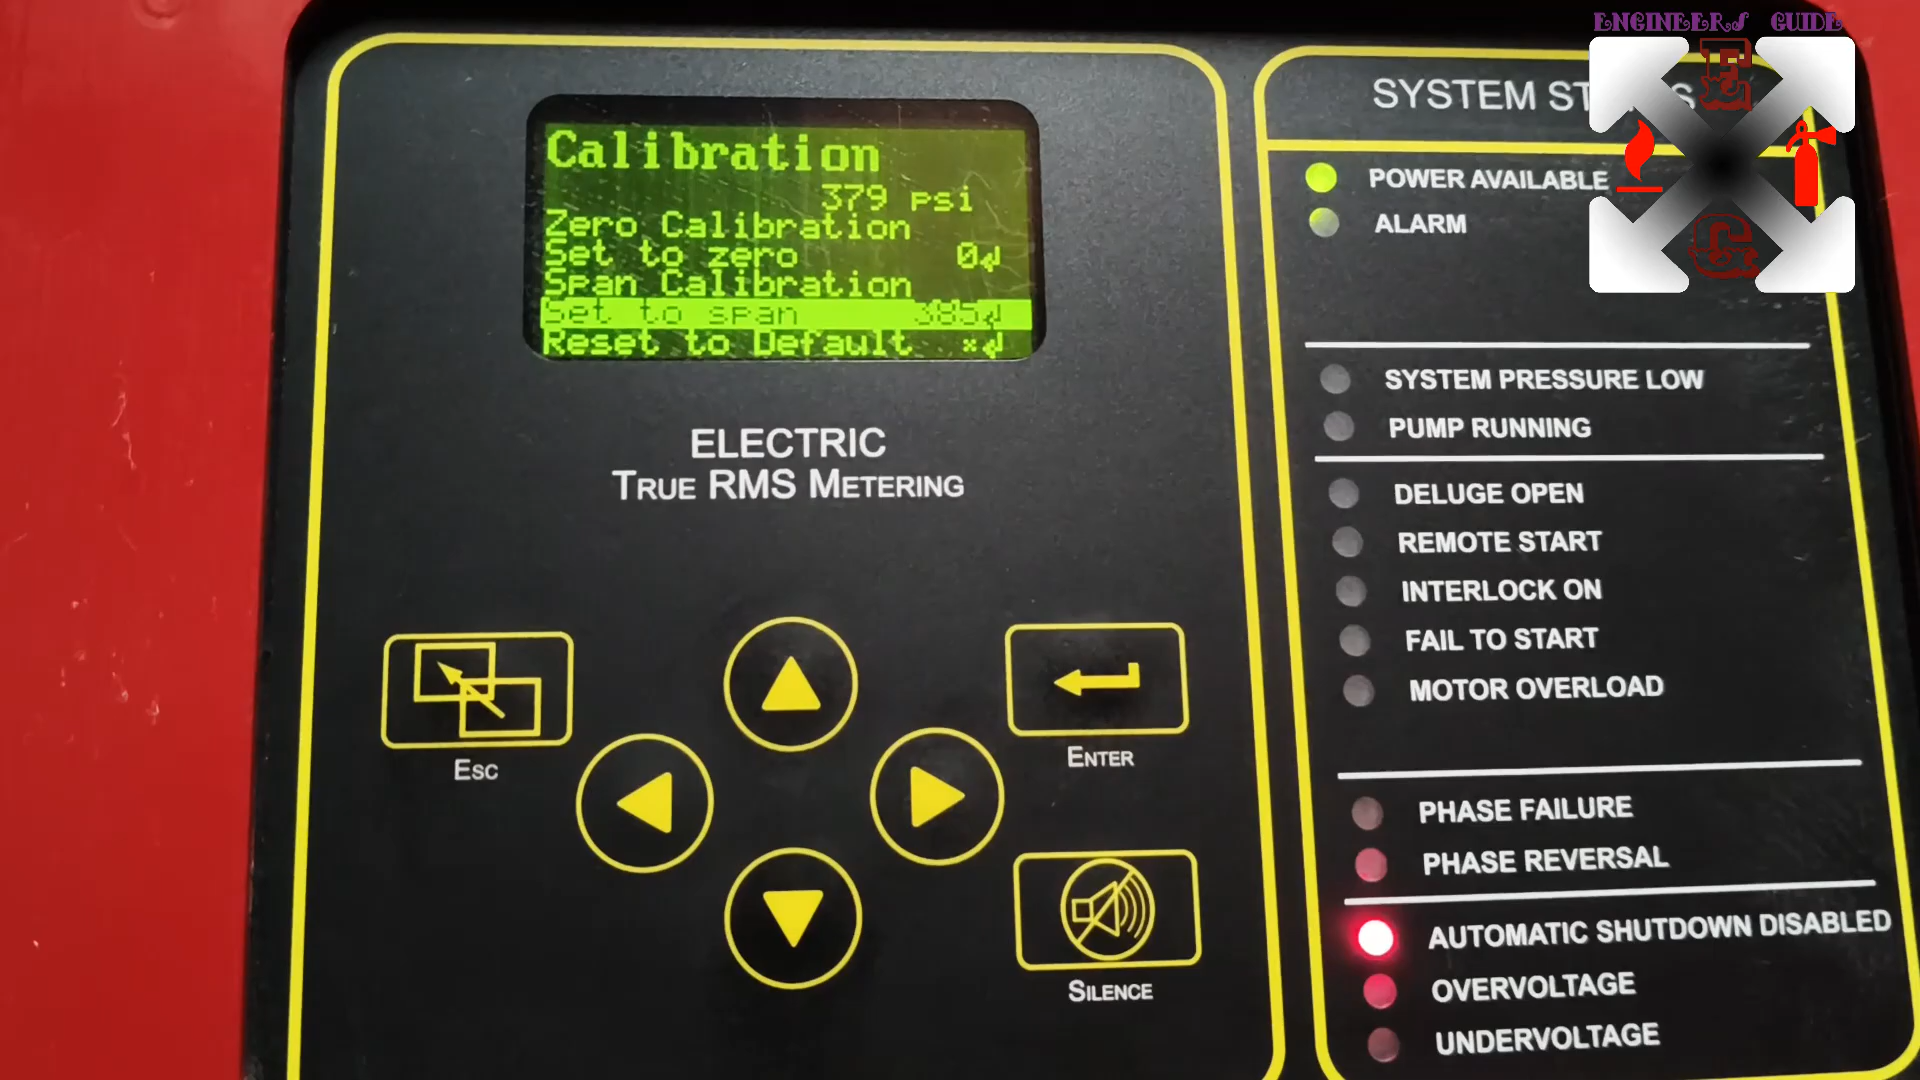 ENGINEERS GUIDE
E
G
Calibration
379 psi
Zero Calibration
Set to zero 0↲
Span Calibration
Set to span 385↲
Reset to Default ×↲
ELECTRIC
TRUE RMS METERING
ESC
ENTER
SILENCE
SYSTEM ST S
POWER AVAILABLE
ALARM
SYSTEM PRESSURE LOW
PUMP RUNNING
DELUGE OPEN
REMOTE START
INTERLOCK ON
FAIL TO START
MOTOR OVERLOAD
PHASE FAILURE
PHASE REVERSAL
AUTOMATIC SHUTDOWN DISABLED
OVERVOLTAGE
UNDERVOLTAGE